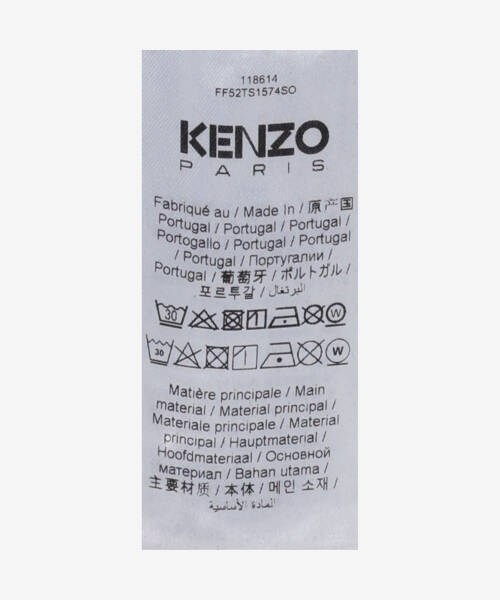 118614
FF52TS1574SO
KENZO
PARIS
Fabriqué au / Made In / 原产国
Portugal / Portugal / Portugal /
Portogallo / Portugal / Portugal
/ Portugal / Португалии /
Portugal / 葡萄牙 / ポルトガル /
포르투갈 / البرتغال /
30
W
30
W
Matière principale / Main
material / Material principal /
Materiale principale / Material
principal / Hauptmaterial /
Hoofdmateriaal / Основной
материал / Bahan utama /
主要材质 / 本体 / 메인 소재 /
المادة الأساسية /